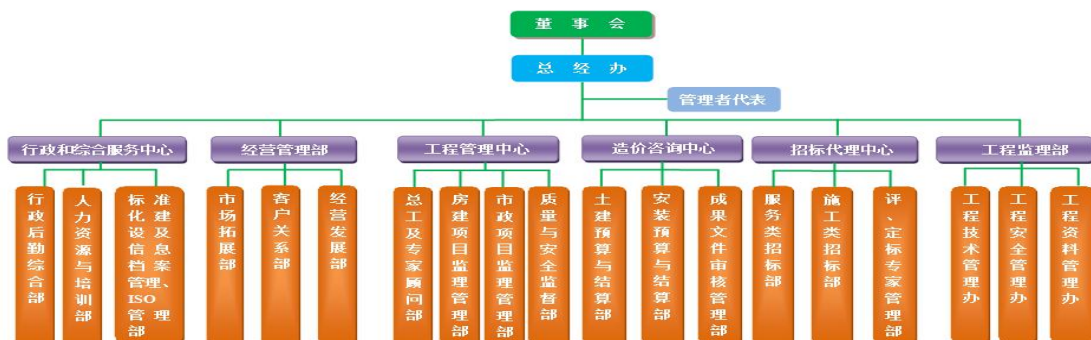 董事会
总经办
管理者代表
行政和综合服务中心
经营管理部
工程管理中心
造价咨询中心
招标代理中心
工程监理部
行政后勤综合部
人力资源与培训部
标准化建设及信息档案管理、ISO管理部
市场拓展部
客户关系部
经营发展部
总工及专家顾问部
房建项目监理管理部
市政项目监理管理部
质量与安全监督部
土建预算与结算部
安装预算与结算部
成果文件审核管理部
服务类招标部
施工类招标部
评、定标专家管理部
工程技术管理办
工程安全管理办
工程资料管理办